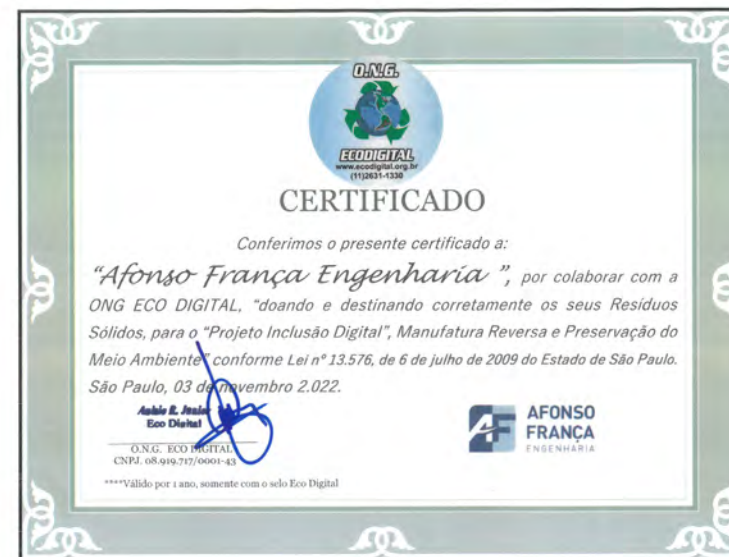 O.N.G.
ECODIGITAL
www.ecodigital.org.br
(11)2631-1330
CERTIFICADO
Conferimos o presente certificado a:
"Afonso França Engenharia ", por colaborar com a
ONG ECO DIGITAL, "doando e destinando corretamente os seus Resíduos
Sólidos, para o "Projeto Inclusão Digital", Manufatura Reversa e Preservação do
Meio Ambiente" conforme Lei nº 13.576, de 6 de julho de 2009 do Estado de São Paulo.
São Paulo, 03 de novembro 2.022.
Eco Digital
O.N.G. ECO DIGITAL
CNPJ. 08.919.717/0001-43
AFONSO
FRANÇA
ENGENHARIA
****Válido por 1 ano, somente com o selo Eco Digital